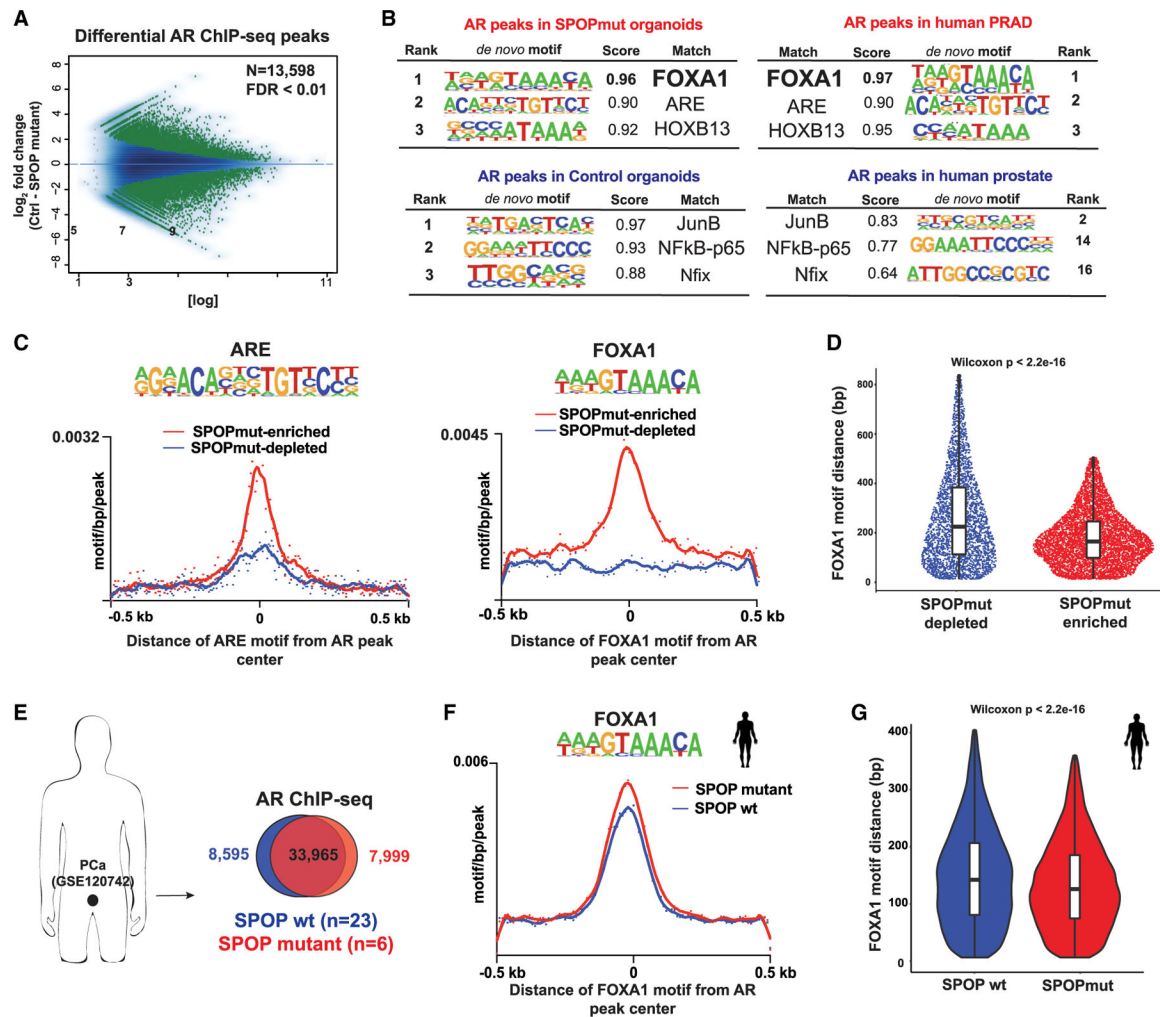 A
Differential AR ChIP-seq peaks
N=13,598
FDR < 0.01
log2 fold change
(Ctrl - SPOP mutant)
8
6
4
2
0
−2
−4
−6
−8
5 7 9
1 3 11
[log]
B
AR peaks in SPOPmut organoids
Rank de novo motif Score Match
1 0.96 FOXA1
2 0.90 ARE
3 0.92 HOXB13
AR peaks in human PRAD
Match Score de novo motif Rank
FOXA1 0.97 1
ARE 0.90 2
HOXB13 0.95 3
AR peaks in Control organoids
Rank de novo motif Score Match
1 0.97 JunB
2 0.93 NFkB-p65
3 0.88 Nfix
AR peaks in human prostate
Match Score de novo motif Rank
JunB 0.83 2
NFkB-p65 0.77 14
Nfix 0.64 ATTGGCCGCGTC 16
C
ARE
SPOPmut-enriched
SPOPmut-depleted
0.0032
motif/bp/peak
-0.5 kb 0 0.5 kb
Distance of ARE motif from AR peak
center
FOXA1
SPOPmut-enriched
SPOPmut-depleted
0.0045
motif/bp/peak
-0.5 kb 0 0.5 kb
Distance of FOXA1 motif from AR
peak center
D
Wilcoxon p < 2.2e-16
FOXA1 motif distance (bp)
800
600
400
200
0
SPOPmut
depleted
SPOPmut
enriched
E
PCa
(GSE120742)
AR ChIP-seq
8,595 33,965 7,999
SPOP wt (n=23)
SPOP mutant (n=6)
F
FOXA1
0.006
SPOP mutant
SPOP wt
motif/bp/peak
-0.5 kb 0 0.5 kb
Distance of FOXA1 motif from AR
peak center
G
Wilcoxon p < 2.2e-16
FOXA1 motif distance (bp)
400
300
200
100
0
SPOP wt SPOPmut